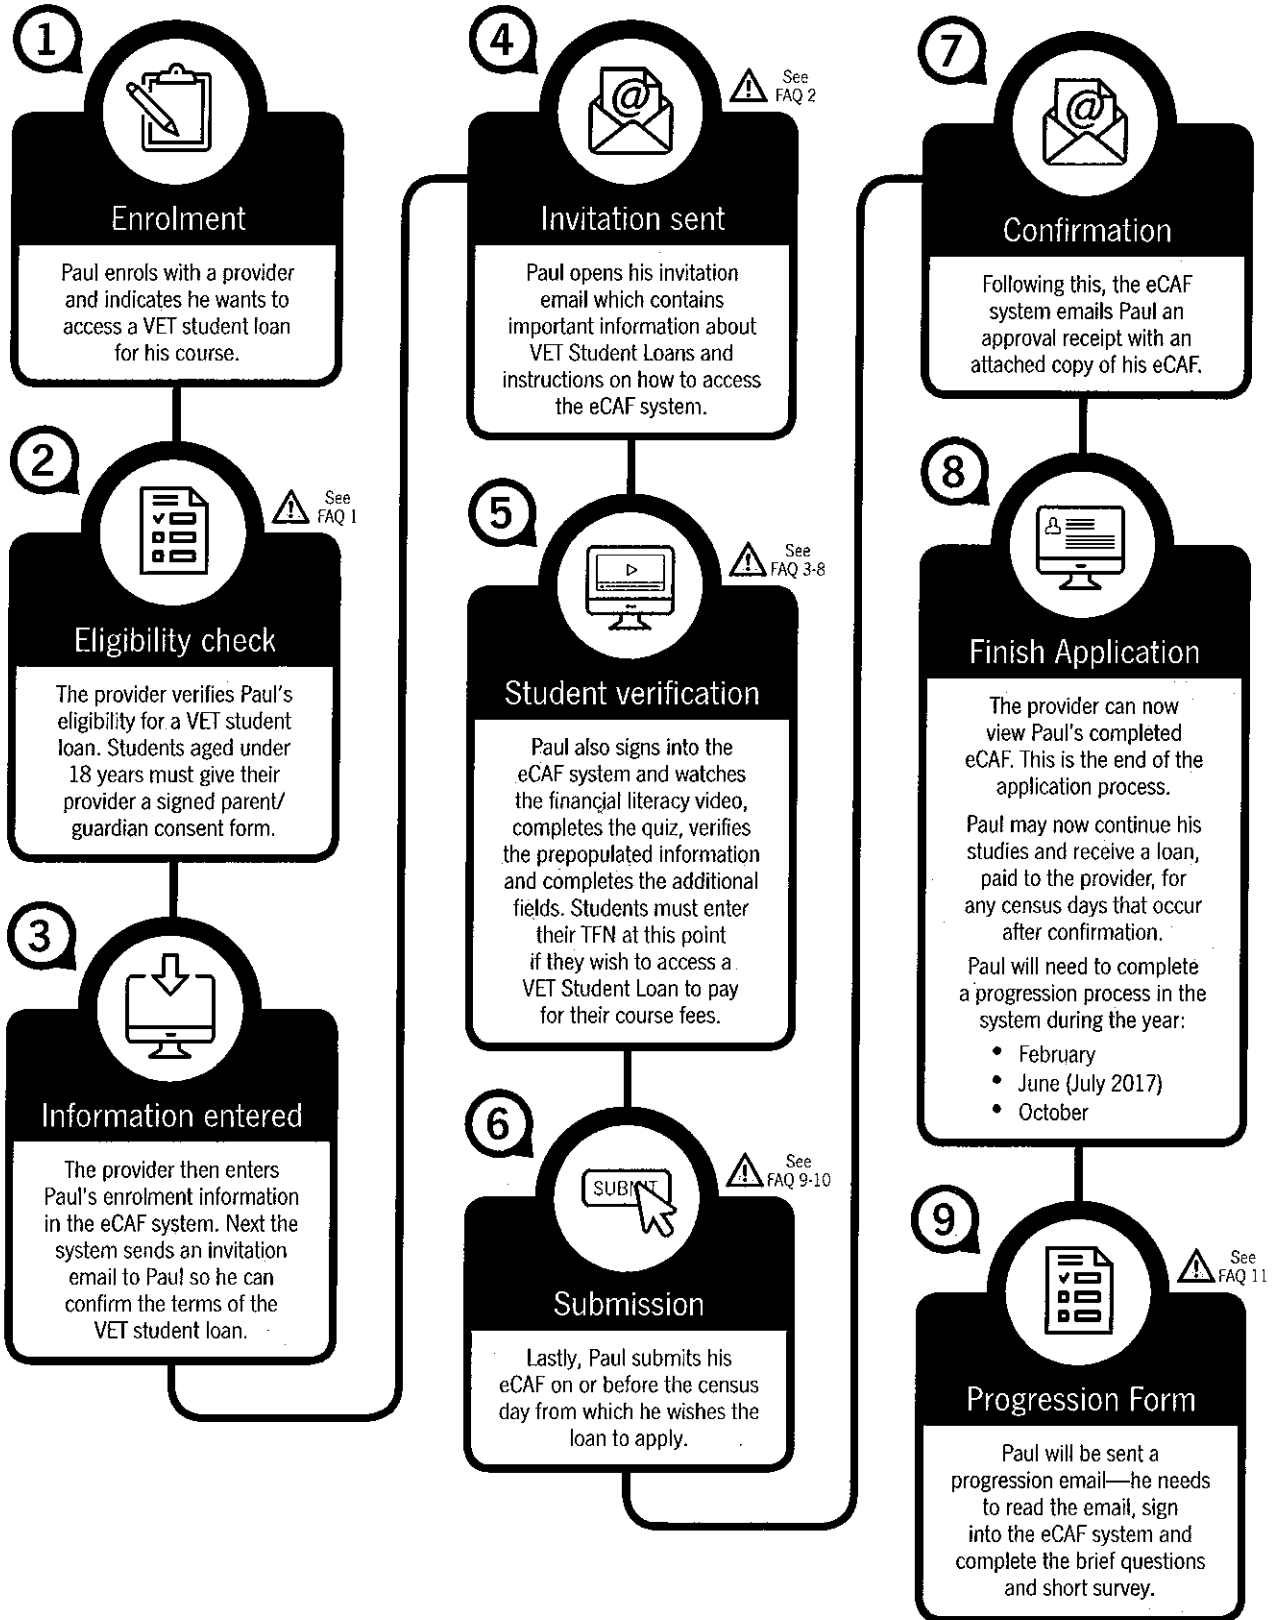 1
Enrolment
Paul enrols with a provider
and indicates he wants to
access a VET student loan
for his course.
2
See
FAQ 1
Eligibility check
The provider verifies Paul's
eligibility for a VET student
loan. Students aged under
18 years must give their
provider a signed parent/
guardian consent form.
3
Information entered
The provider then enters
Paul's enrolment information
in the eCAF system. Next the
system sends an invitation
email to Paul so he can
confirm the terms of the
VET student loan.
4
@
See
FAQ 2
Invitation sent
Paul opens his invitation
email which contains
important information about
VET Student Loans and
instructions on how to access
the eCAF system.
5
See
FAQ 3-8
Student verification
Paul also signs into the
eCAF system and watches
the financial literacy video,
completes the quiz, verifies
the prepopulated information
and completes the additional
fields. Students must enter
their TFN at this point
if they wish to access a
VET Student Loan to pay
for their course fees.
6
SUBMIT
See
FAQ 9-10
Submission
Lastly, Paul submits his
eCAF on or before the census
day from which he wishes the
loan to apply.
7
@
Confirmation
Following this, the eCAF
system emails Paul an
approval receipt with an
attached copy of his eCAF.
8
Finish Application
The provider can now
view Paul's completed
eCAF. This is the end of the
application process.
Paul may now continue his
studies and receive a loan,
paid to the provider, for
any census days that occur
after confirmation.
Paul will need to complete
a progression process in the
system during the year:
• February
• June (July 2017)
• October
9
See
FAQ 11
Progression Form
Paul will be sent a
progression email—he needs
to read the email, sign
into the eCAF system and
complete the brief questions
and short survey.